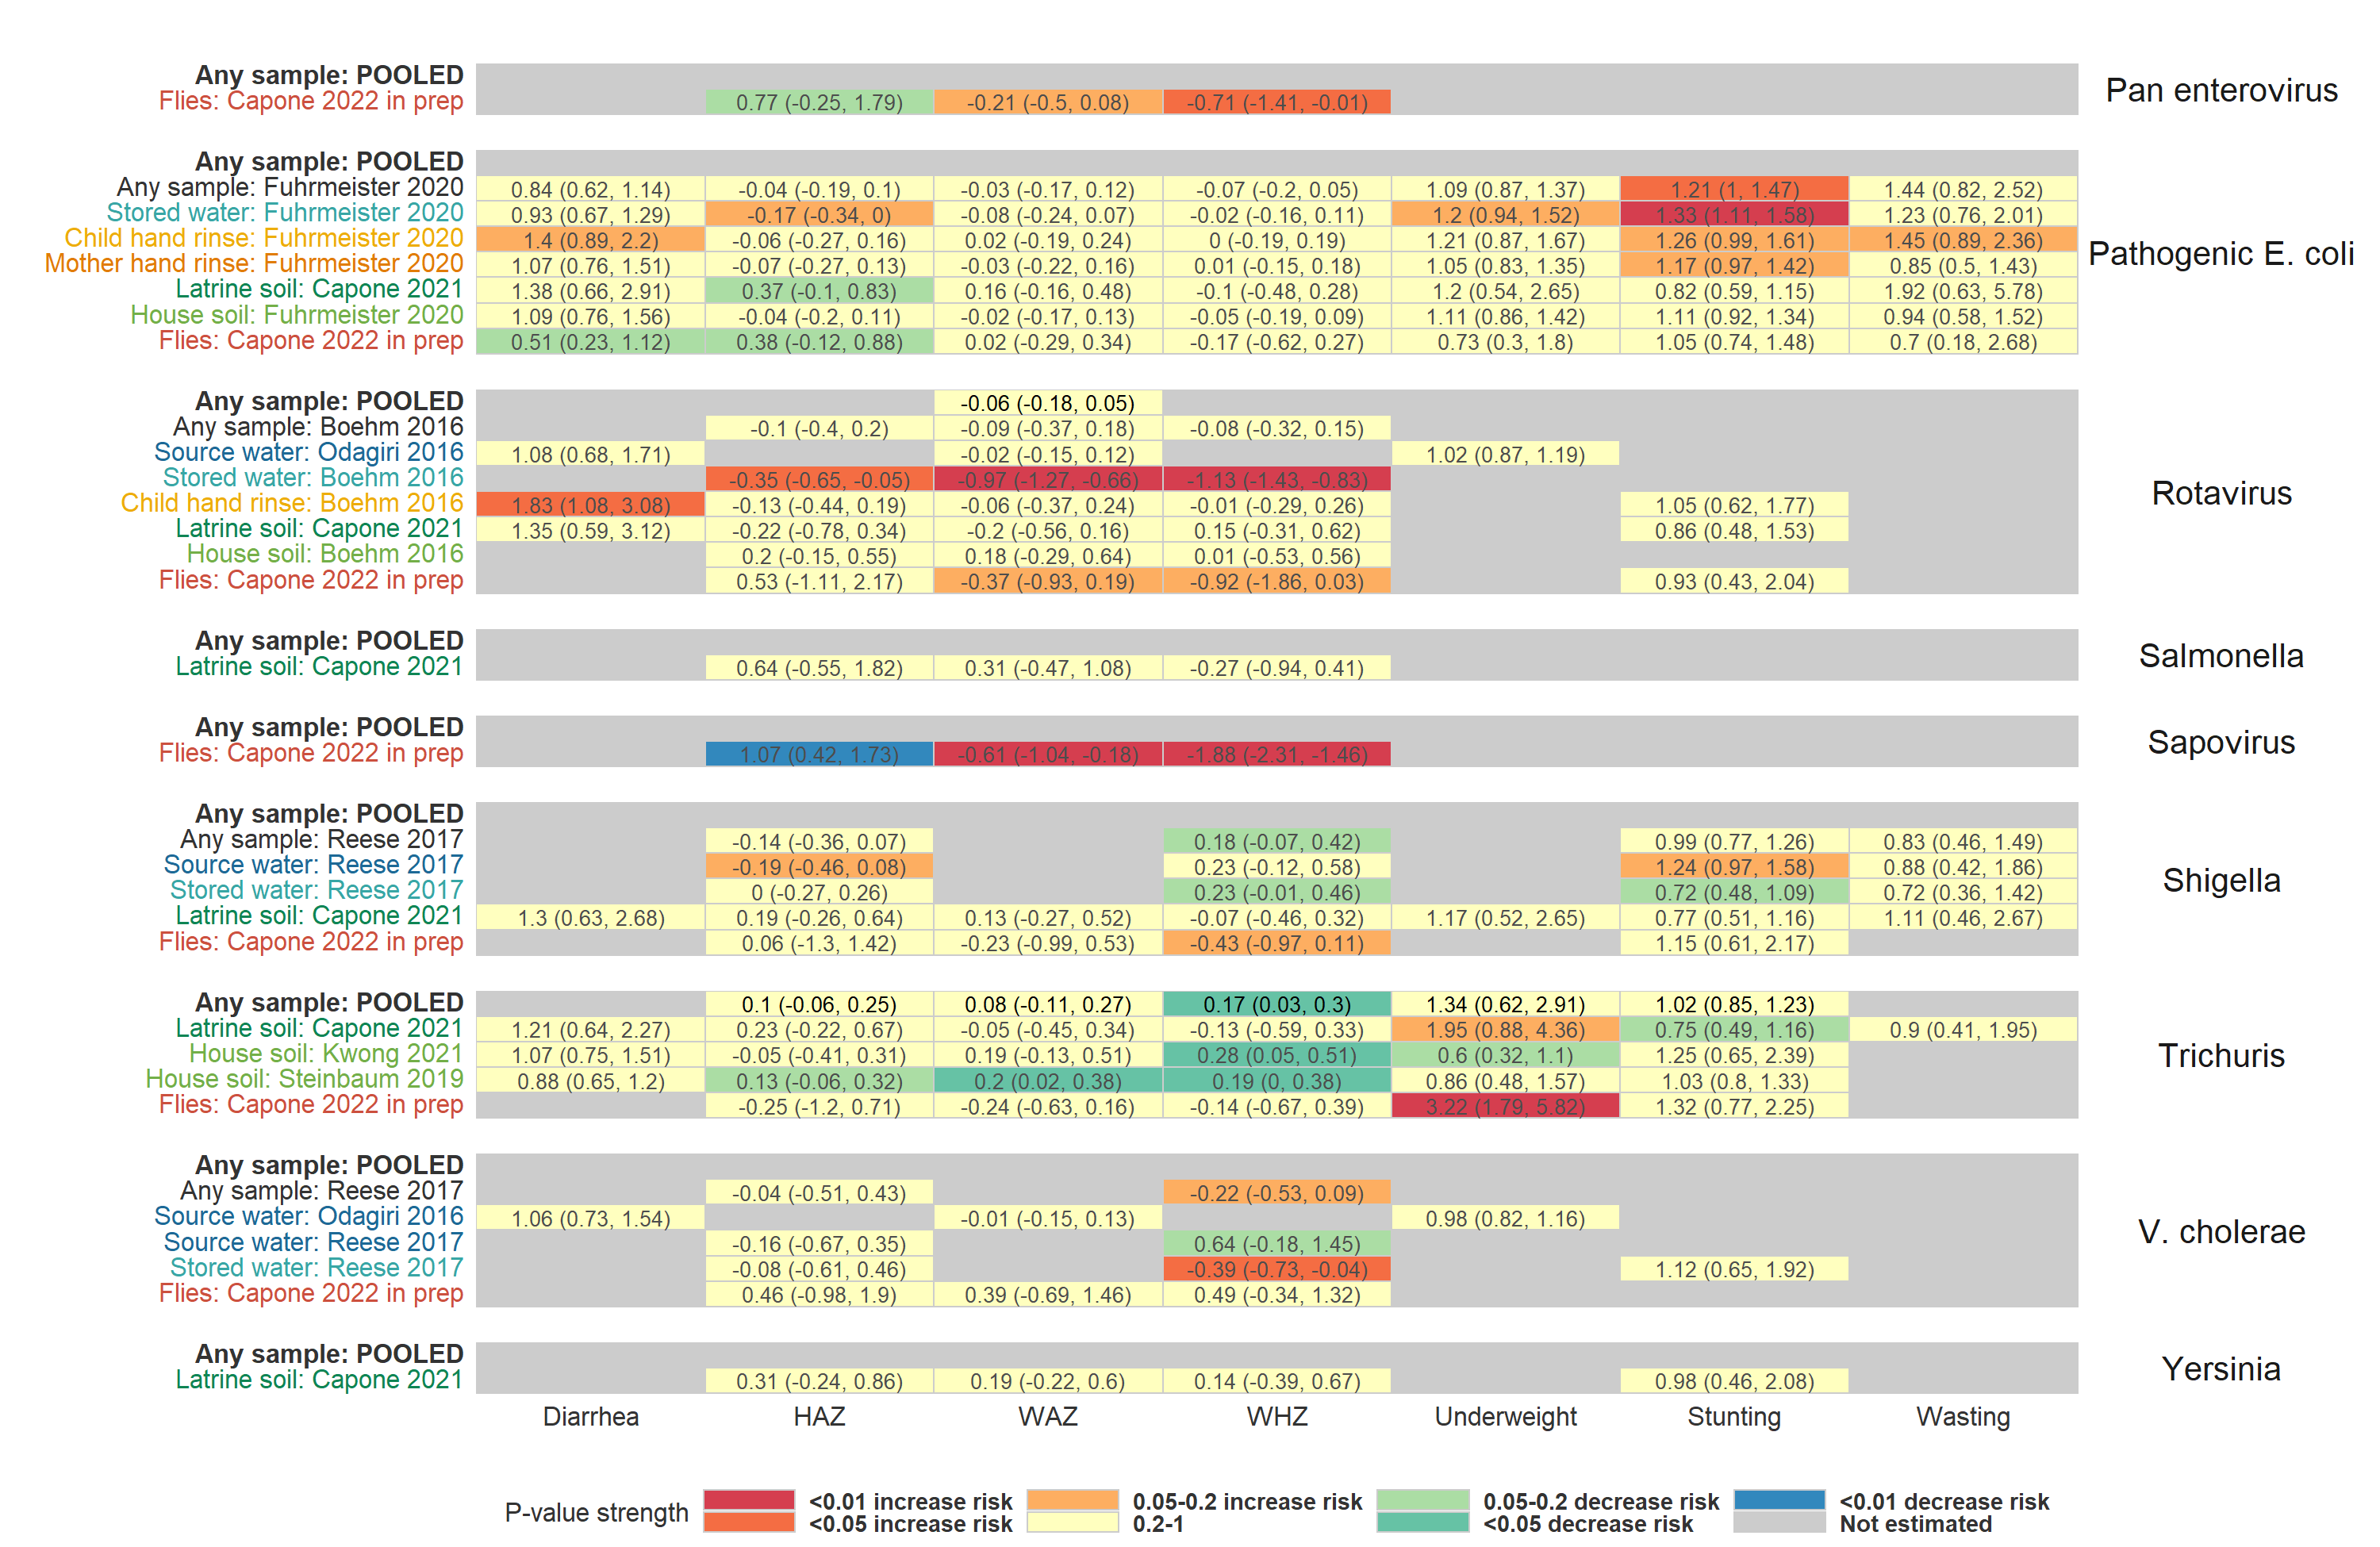 Any sample: POOLED
Flies: Capone 2022 in prep 0.77 (-0.25, 1.79) -0.21 (-0.5, 0.08) -0.71 (-1.41, -0.01)
Pan enterovirus
Any sample: POOLED
Any sample: Fuhrmeister 2020 0.84 (0.62, 1.14) -0.04 (-0.19, 0.1) -0.03 (-0.17, 0.12) -0.07 (-0.2, 0.05) 1.09 (0.87, 1.37) 1.21 (1, 1.47) 1.44 (0.82, 2.52)
Stored water: Fuhrmeister 2020 0.93 (0.67, 1.29) -0.17 (-0.34, 0) -0.08 (-0.24, 0.07) -0.02 (-0.16, 0.11) 1.2 (0.94, 1.52) 1.33 (1.11, 1.58) 1.23 (0.76, 2.01)
Child hand rinse: Fuhrmeister 2020 1.4 (0.89, 2.2) -0.06 (-0.27, 0.16) 0.02 (-0.19, 0.24) 0 (-0.19, 0.19) 1.21 (0.87, 1.67) 1.26 (0.99, 1.61) 1.45 (0.89, 2.36)
Mother hand rinse: Fuhrmeister 2020 1.07 (0.76, 1.51) -0.07 (-0.27, 0.13) -0.03 (-0.22, 0.16) 0.01 (-0.15, 0.18) 1.05 (0.83, 1.35) 1.17 (0.97, 1.42) 0.85 (0.5, 1.43)
Latrine soil: Capone 2021 1.38 (0.66, 2.91) 0.37 (-0.1, 0.83) 0.16 (-0.16, 0.48) -0.1 (-0.48, 0.28) 1.2 (0.54, 2.65) 0.82 (0.59, 1.15) 1.92 (0.63, 5.78)
House soil: Fuhrmeister 2020 1.09 (0.76, 1.56) -0.04 (-0.2, 0.11) -0.02 (-0.17, 0.13) -0.05 (-0.19, 0.09) 1.11 (0.86, 1.42) 1.11 (0.92, 1.34) 0.94 (0.58, 1.52)
Flies: Capone 2022 in prep 0.51 (0.23, 1.12) 0.38 (-0.12, 0.88) 0.02 (-0.29, 0.34) -0.17 (-0.62, 0.27) 0.73 (0.3, 1.8) 1.05 (0.74, 1.48) 0.7 (0.18, 2.68)
Pathogenic E. coli
Any sample: POOLED -0.06 (-0.18, 0.05)
Any sample: Boehm 2016 -0.1 (-0.4, 0.2) -0.09 (-0.37, 0.18) -0.08 (-0.32, 0.15)
Source water: Odagiri 2016 1.08 (0.68, 1.71) -0.02 (-0.15, 0.12) 1.02 (0.87, 1.19)
Stored water: Boehm 2016 -0.35 (-0.65, -0.05) -0.97 (-1.27, -0.66) -1.13 (-1.43, -0.83)
Child hand rinse: Boehm 2016 1.83 (1.08, 3.08) -0.13 (-0.44, 0.19) -0.06 (-0.37, 0.24) -0.01 (-0.29, 0.26) 1.05 (0.62, 1.77)
Latrine soil: Capone 2021 1.35 (0.59, 3.12) -0.22 (-0.78, 0.34) -0.2 (-0.56, 0.16) 0.15 (-0.31, 0.62) 0.86 (0.48, 1.53)
House soil: Boehm 2016 0.2 (-0.15, 0.55) 0.18 (-0.29, 0.64) 0.01 (-0.53, 0.56)
Flies: Capone 2022 in prep 0.53 (-1.11, 2.17) -0.37 (-0.93, 0.19) -0.92 (-1.86, 0.03) 0.93 (0.43, 2.04)
Rotavirus
Any sample: POOLED
Latrine soil: Capone 2021 0.64 (-0.55, 1.82) 0.31 (-0.47, 1.08) -0.27 (-0.94, 0.41)
Salmonella
Any sample: POOLED
Flies: Capone 2022 in prep 1.07 (0.42, 1.73) -0.61 (-1.04, -0.18) -1.88 (-2.31, -1.46)
Sapovirus
Any sample: POOLED
Any sample: Reese 2017 -0.14 (-0.36, 0.07) 0.18 (-0.07, 0.42) 0.99 (0.77, 1.26) 0.83 (0.46, 1.49)
Source water: Reese 2017 -0.19 (-0.46, 0.08) 0.23 (-0.12, 0.58) 1.24 (0.97, 1.58) 0.88 (0.42, 1.86)
Stored water: Reese 2017 0 (-0.27, 0.26) 0.23 (-0.01, 0.46) 0.72 (0.48, 1.09) 0.72 (0.36, 1.42)
Latrine soil: Capone 2021 1.3 (0.63, 2.68) 0.19 (-0.26, 0.64) 0.13 (-0.27, 0.52) -0.07 (-0.46, 0.32) 1.17 (0.52, 2.65) 0.77 (0.51, 1.16) 1.11 (0.46, 2.67)
Flies: Capone 2022 in prep 0.06 (-1.3, 1.42) -0.23 (-0.99, 0.53) -0.43 (-0.97, 0.11) 1.15 (0.61, 2.17)
Shigella
Any sample: POOLED 0.1 (-0.06, 0.25) 0.08 (-0.11, 0.27) 0.17 (0.03, 0.3) 1.34 (0.62, 2.91) 1.02 (0.85, 1.23)
Latrine soil: Capone 2021 1.21 (0.64, 2.27) 0.23 (-0.22, 0.67) -0.05 (-0.45, 0.34) -0.13 (-0.59, 0.33) 1.95 (0.88, 4.36) 0.75 (0.49, 1.16) 0.9 (0.41, 1.95)
House soil: Kwong 2021 1.07 (0.75, 1.51) -0.05 (-0.41, 0.31) 0.19 (-0.13, 0.51) 0.28 (0.05, 0.51) 0.6 (0.32, 1.1) 1.25 (0.65, 2.39)
House soil: Steinbaum 2019 0.88 (0.65, 1.2) 0.13 (-0.06, 0.32) 0.2 (0.02, 0.38) 0.19 (0, 0.38) 0.86 (0.48, 1.57) 1.03 (0.8, 1.33)
Flies: Capone 2022 in prep -0.25 (-1.2, 0.71) -0.24 (-0.63, 0.16) -0.14 (-0.67, 0.39) 3.22 (1.79, 5.82) 1.32 (0.77, 2.25)
Trichuris
Any sample: POOLED
Any sample: Reese 2017 -0.04 (-0.51, 0.43) -0.22 (-0.53, 0.09)
Source water: Odagiri 2016 1.06 (0.73, 1.54) -0.01 (-0.15, 0.13) 0.98 (0.82, 1.16)
Source water: Reese 2017 -0.16 (-0.67, 0.35) 0.64 (-0.18, 1.45)
Stored water: Reese 2017 -0.08 (-0.61, 0.46) -0.39 (-0.73, -0.04) 1.12 (0.65, 1.92)
Flies: Capone 2022 in prep 0.46 (-0.98, 1.9) 0.39 (-0.69, 1.46) 0.49 (-0.34, 1.32)
V. cholerae
Any sample: POOLED
Latrine soil: Capone 2021 0.31 (-0.24, 0.86) 0.19 (-0.22, 0.6) 0.14 (-0.39, 0.67) 0.98 (0.46, 2.08)
Yersinia
Diarrhea HAZ WAZ WHZ Underweight Stunting Wasting
P-value strength
<0.01 increase risk 0.05-0.2 increase risk 0.05-0.2 decrease risk <0.01 decrease risk
<0.05 increase risk 0.2-1 <0.05 decrease risk Not estimated